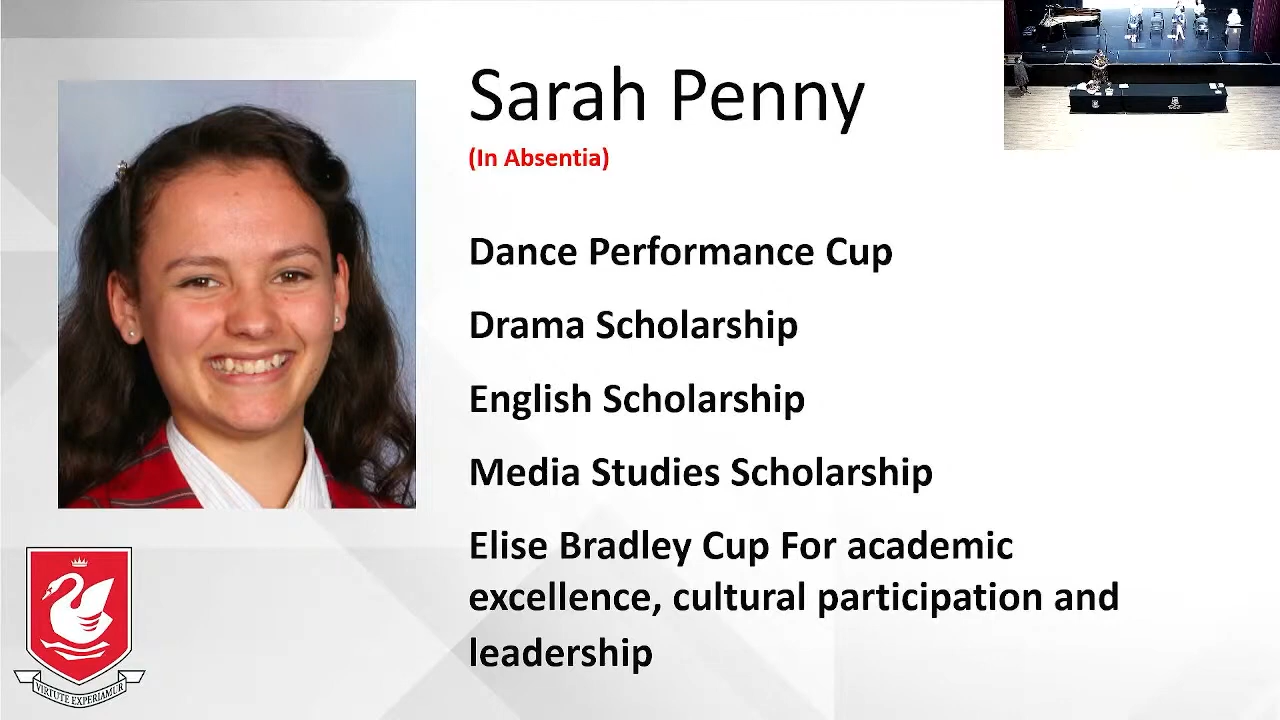 Sarah Penny
(In Absentia)
Dance Performance Cup
Drama Scholarship
English Scholarship
Media Studies Scholarship
Elise Bradley Cup For academic
excellence, cultural participation and
leadership
VIRTUTE EXPERIAMUR